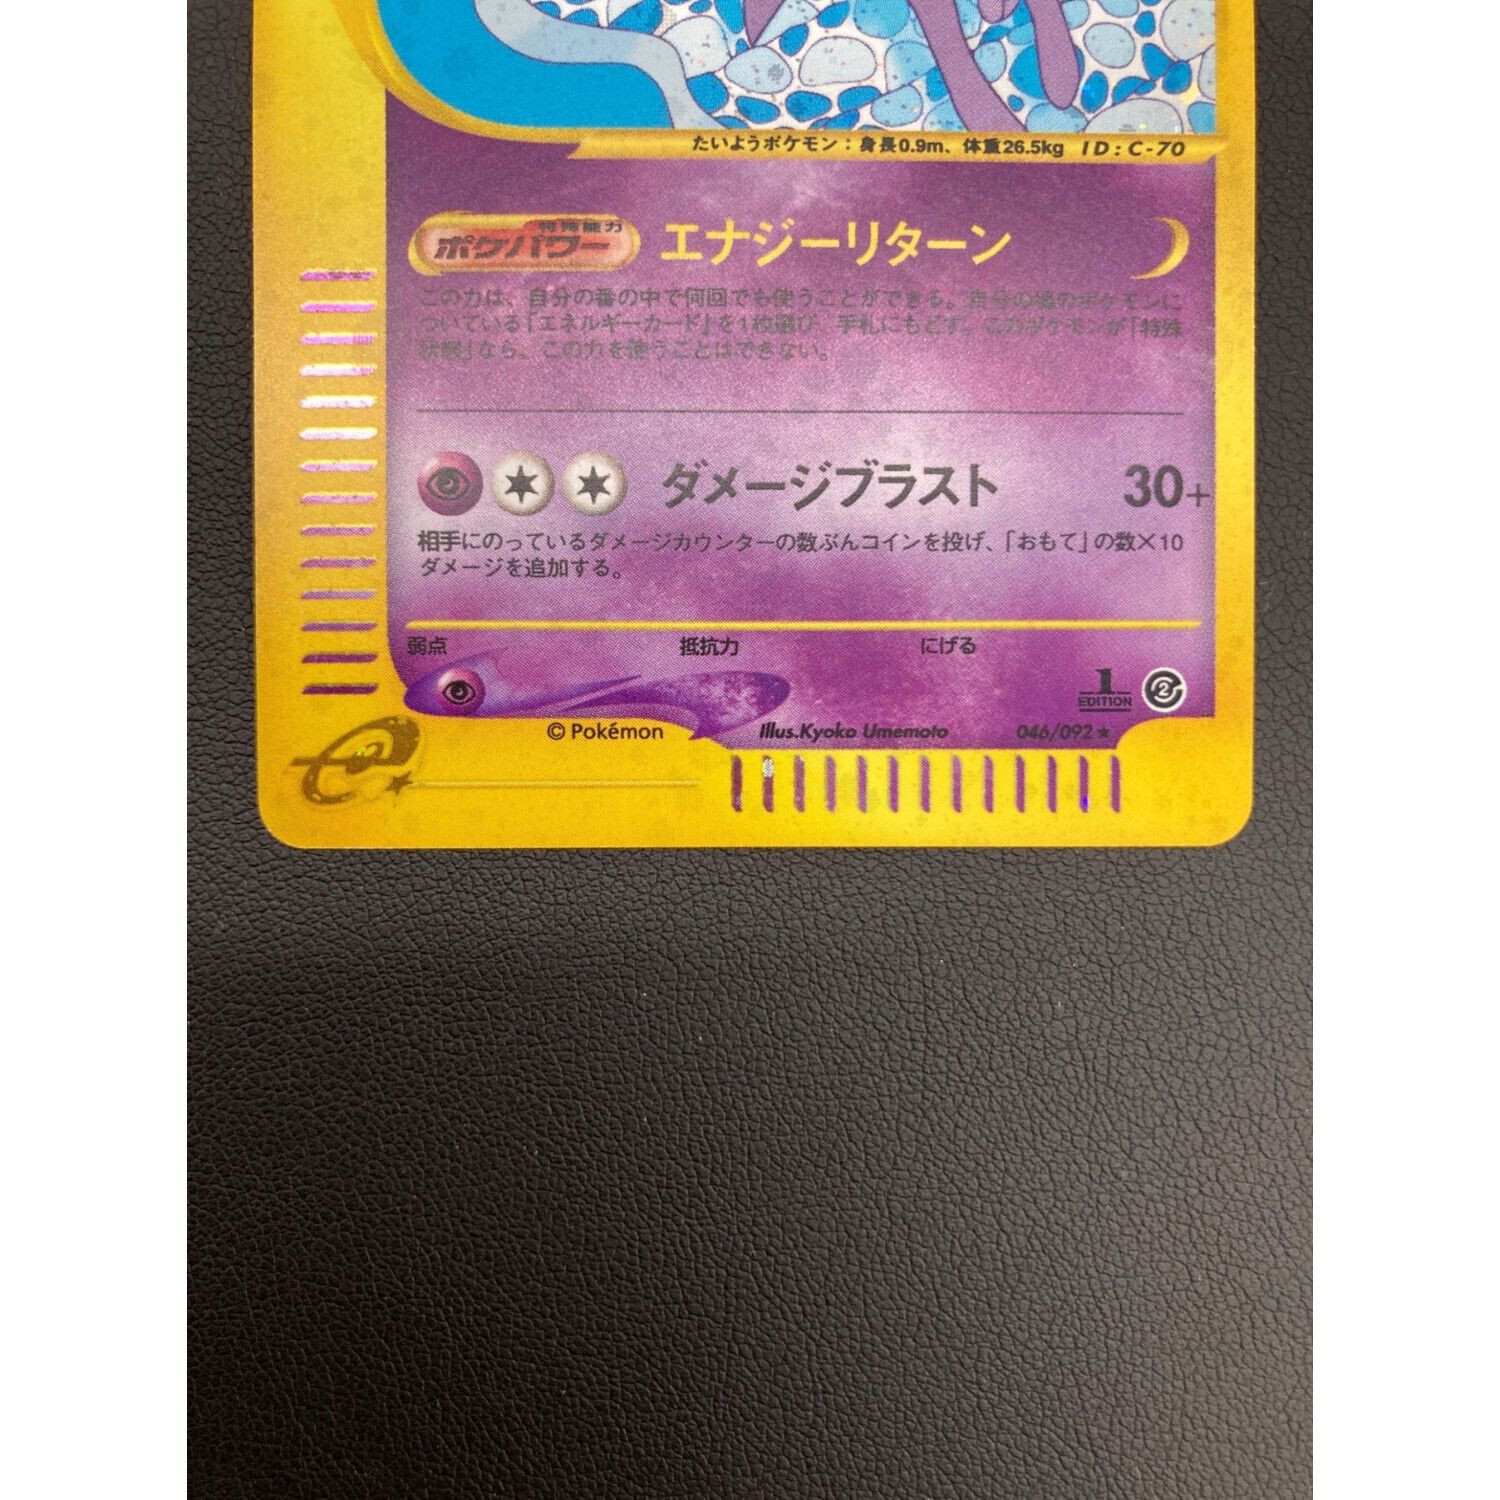 たいようポケモン：身長0.9m、体重26.5kg ID：C-70
特殊能力
ポケパワー エナジーリターン
この力は、自分の番の中で何回でも使うことができる。自分の場のポケモンに
ついている「エネルギーカード」を1枚選び、手札にもどす。このポケモンが「特殊
状態」なら、この力を使うことはできない。
ダメージブラスト 30+
相手にのっているダメージカウンターの数ぶんコインを投げ、「おもて」の数×10
ダメージを追加する。
弱点 抵抗力 にげる
1
EDITION
2
© Pokémon Illus.Kyoko Umemoto 046/092 ★
e